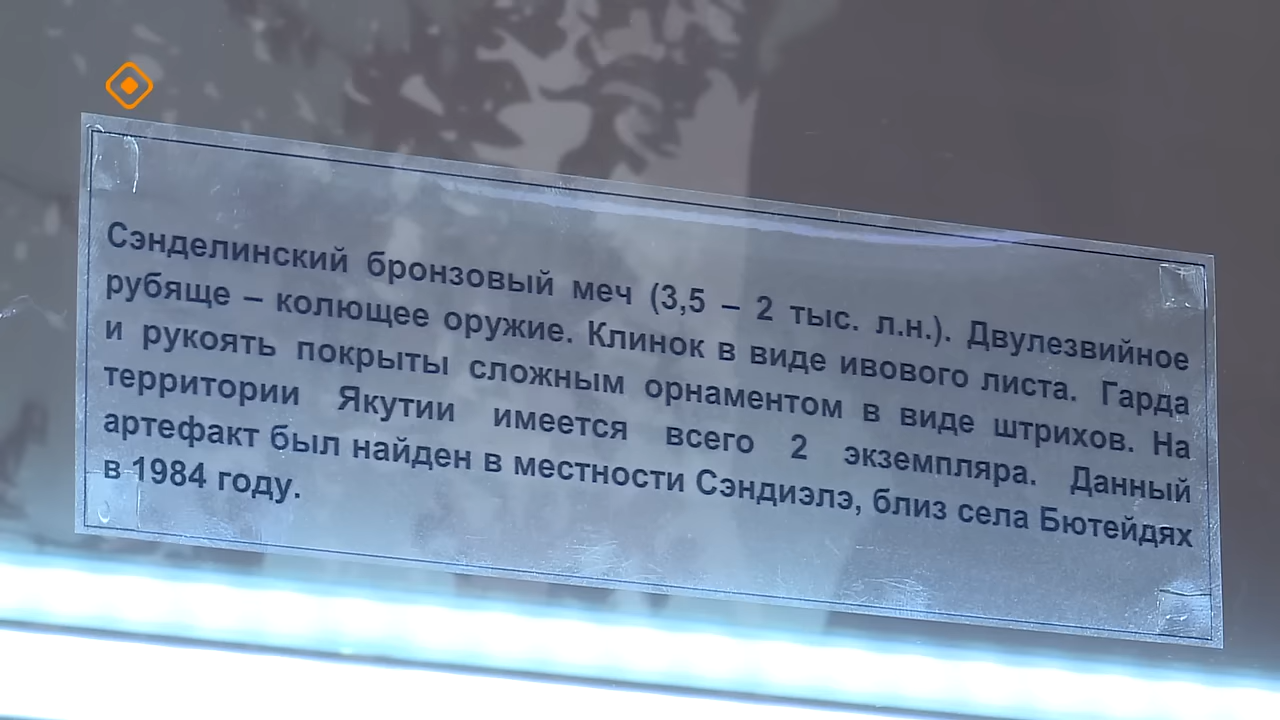 Сэнделинский бронзовый меч (3,5 – 2 тыс. л.н.). Двулезвийное
рубяще – колющее оружие. Клинок в виде ивового листа. Гарда
и рукоять покрыты сложным орнаментом в виде штрихов. На
территории Якутии имеется всего 2 экземпляра. Данный
артефакт был найден в местности Сэндиэлэ, близ села Бютейдях
в 1984 году.